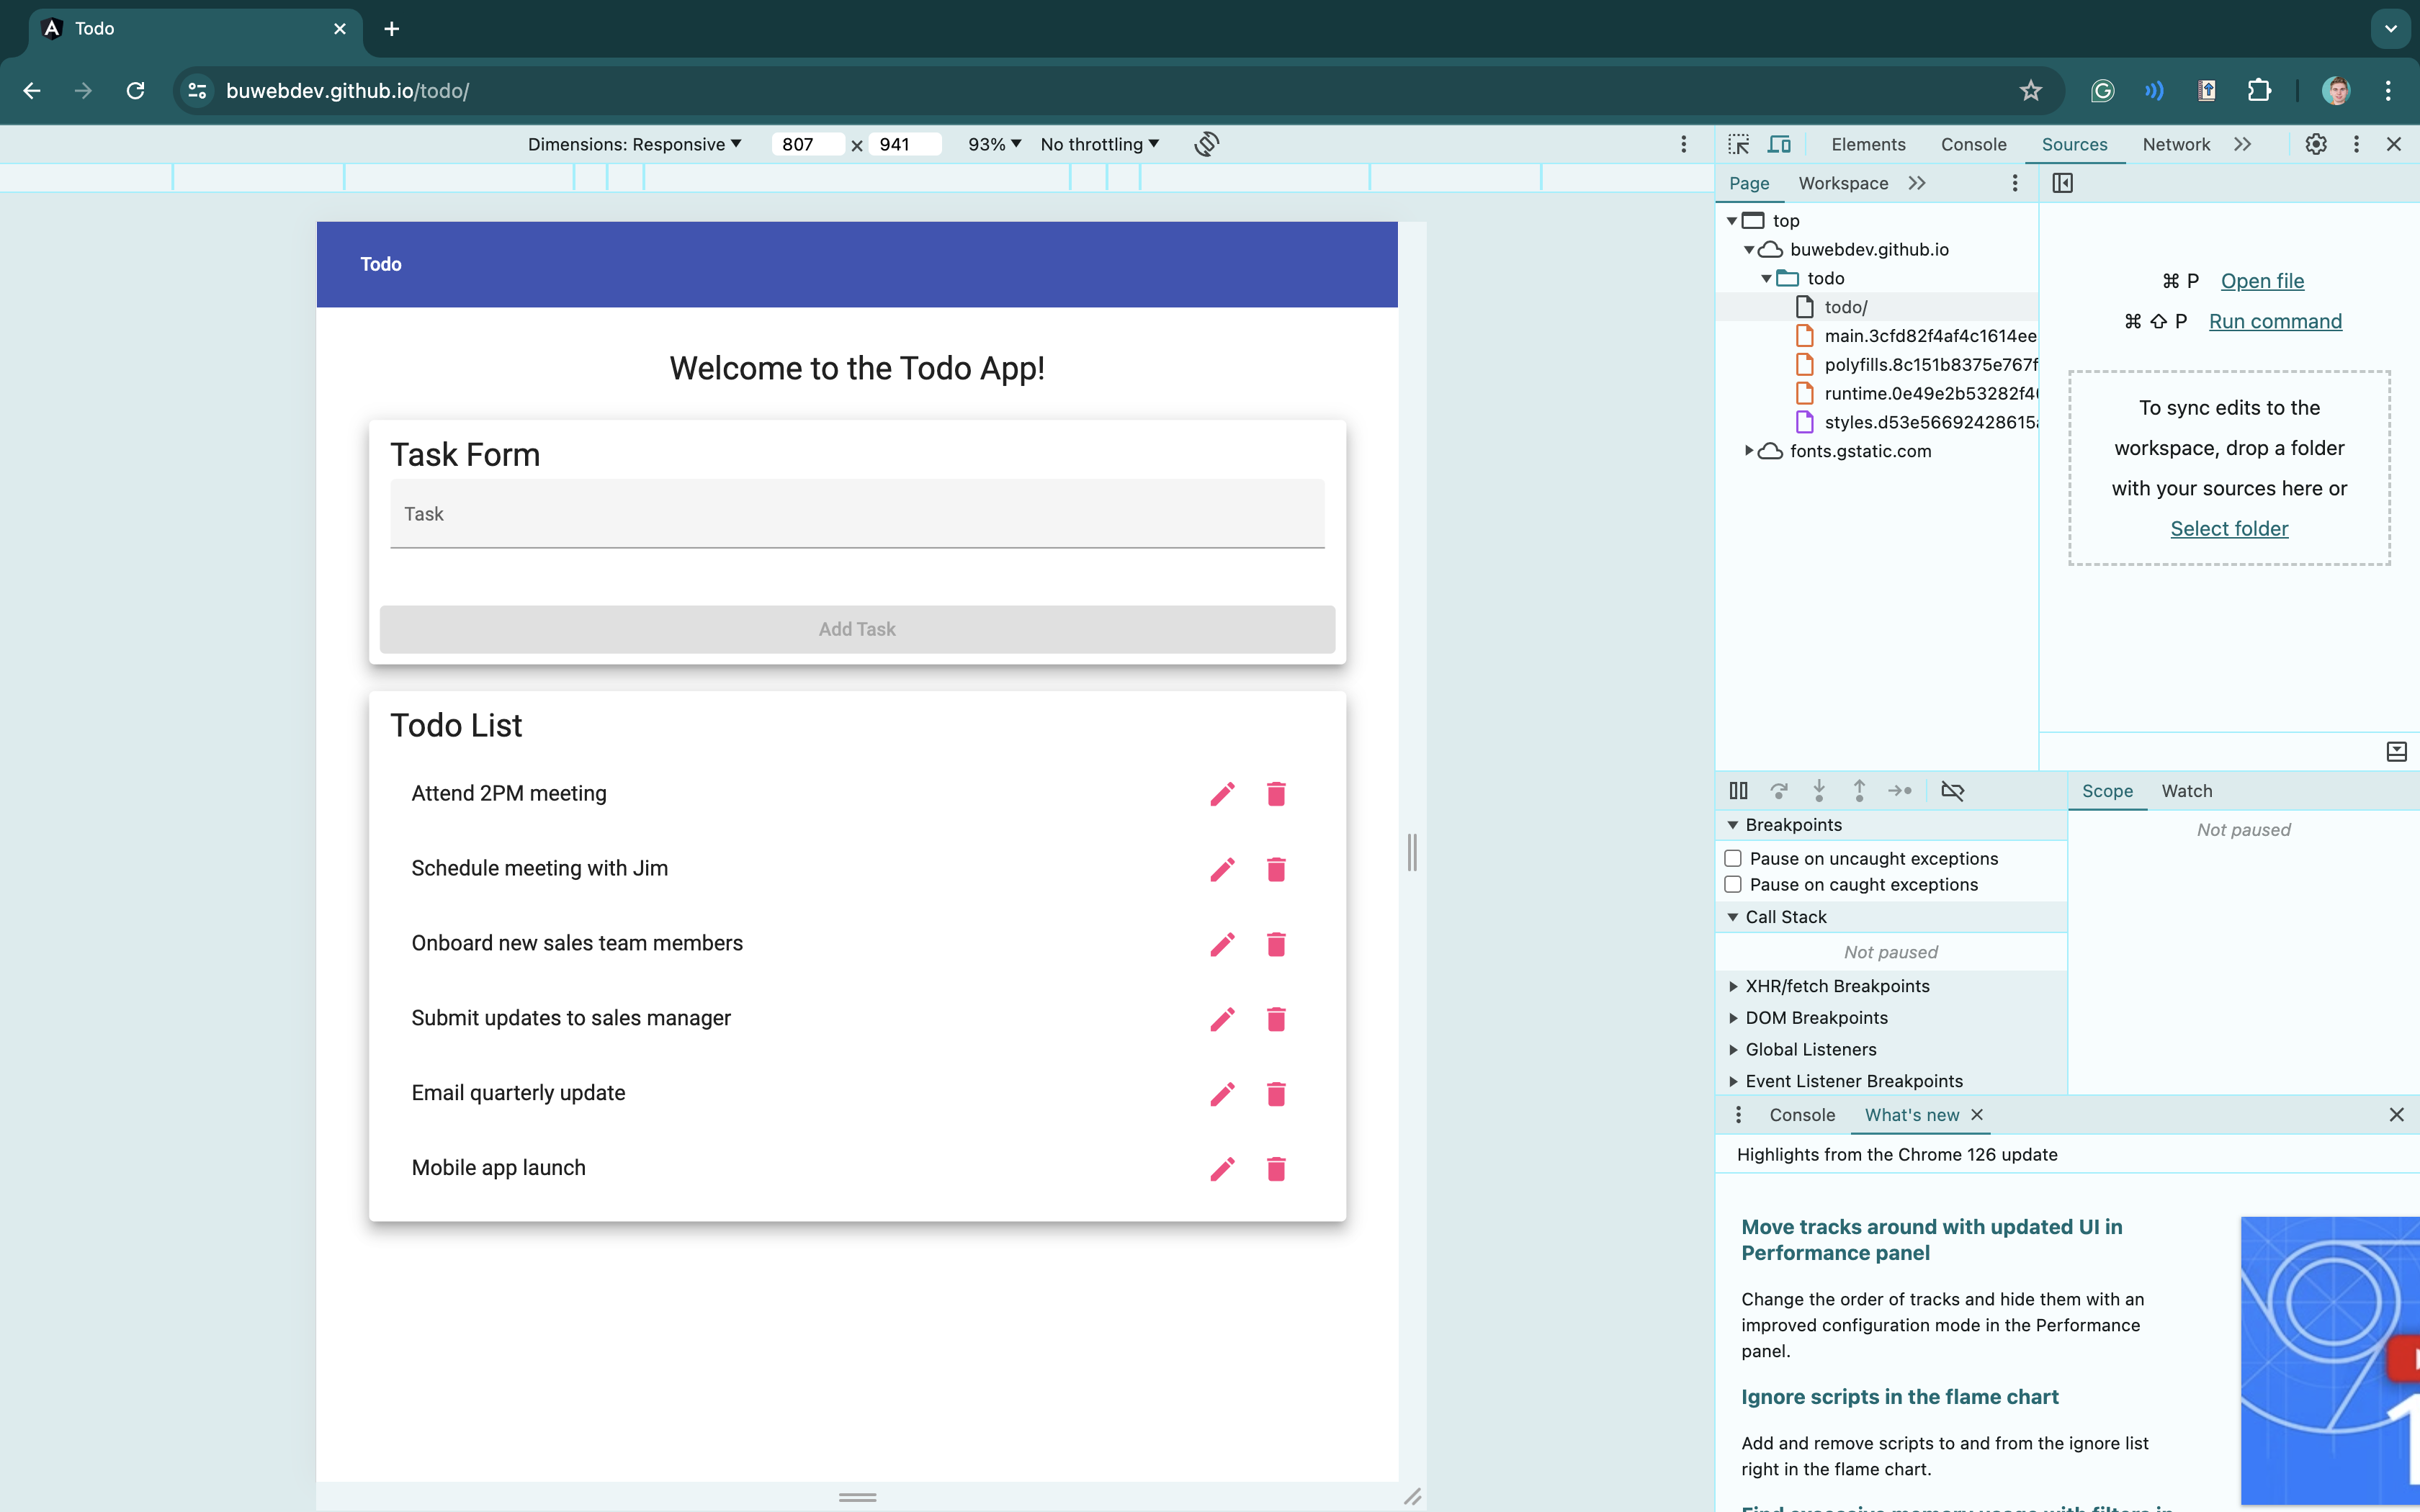 Todo
buwebdev.github.io/todo/
Dimensions: Responsive 807 × 941 93% No throttling
Elements Console Sources Network
Page Workspace
Todo
Welcome to the Todo App!
Task Form
Task
Add Task
Todo List
Attend 2PM meeting
Schedule meeting with Jim
Onboard new sales team members
Submit updates to sales manager
Email quarterly update
Mobile app launch
top
buwebdev.github.io
todo
todo/
main.3cfd82f4af4c1614ee
polyfills.8c151b8375e767f
runtime.0e49e2b53282f4
styles.d53e56692428615
fonts.gstatic.com
⌘ P Open file
⌘ ⇧ P Run command
To sync edits to the
workspace, drop a folder
with your sources here or
Select folder
Breakpoints
Pause on uncaught exceptions
Pause on caught exceptions
Call Stack
Not paused
XHR/fetch Breakpoints
DOM Breakpoints
Global Listeners
Event Listener Breakpoints
Scope Watch
Not paused
Console What's new
Highlights from the Chrome 126 update
Move tracks around with updated UI in
Performance panel
Change the order of tracks and hide them with an
improved configuration mode in the Performance
panel.
Ignore scripts in the flame chart
Add and remove scripts to and from the ignore list
right in the flame chart.